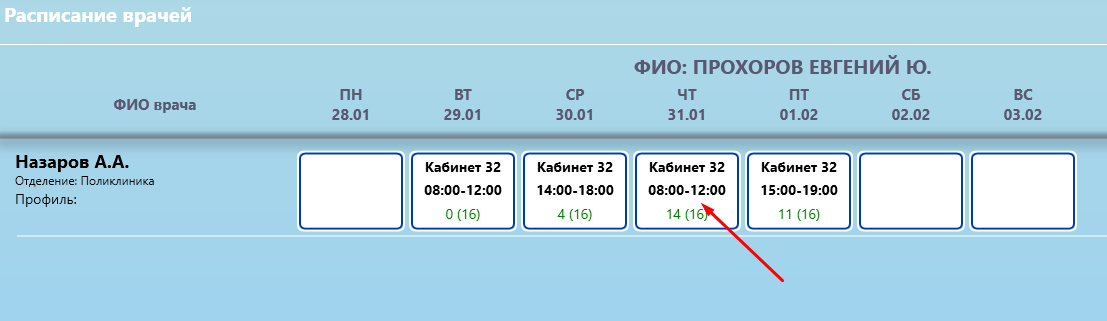 Расписание врачей
ФИО: ПРОХОРОВ ЕВГЕНИЙ Ю.
ФИО врача
ПН ВТ СР ЧТ ПТ СБ ВС
28.01 29.01 30.01 31.01 01.02 02.02 03.02
Назаров А.А.
Отделение: Поликлиника
Профиль:
Кабинет 32 Кабинет 32 Кабинет 32 Кабинет 32
08:00-12:00 14:00-18:00 08:00-12:00 15:00-19:00
0 (16) 4 (16) 14 (16) 11 (16)